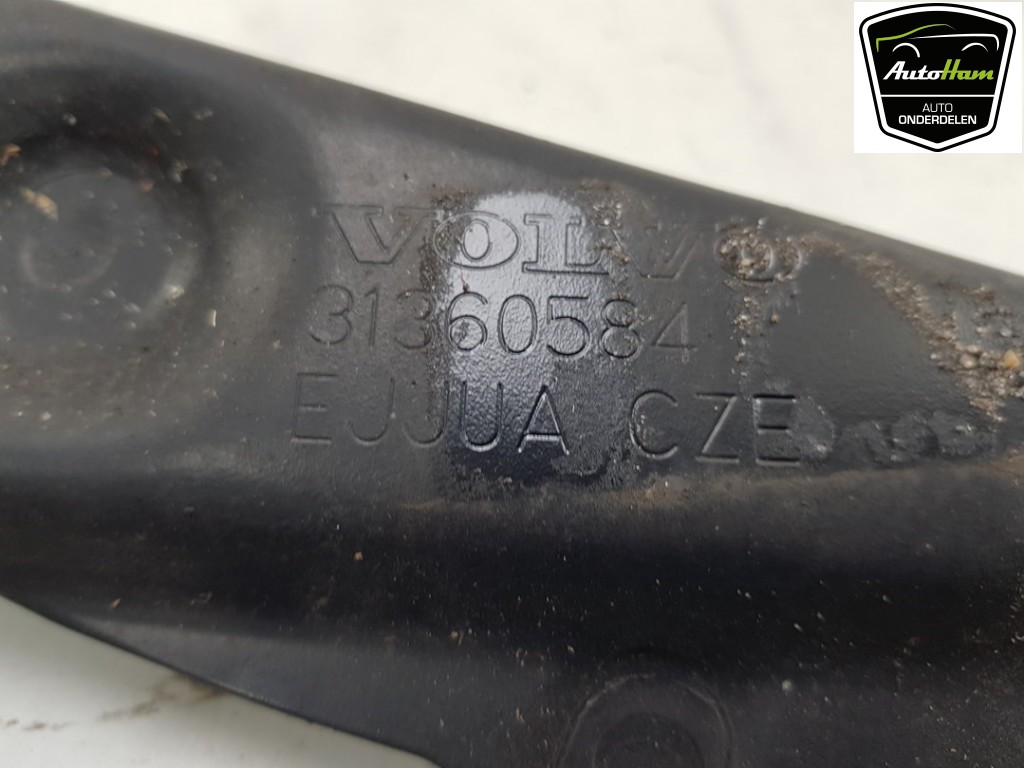 AutoHam
AUTO
ONDERDELEN
VOLVO
31360584
EJJUA CZE